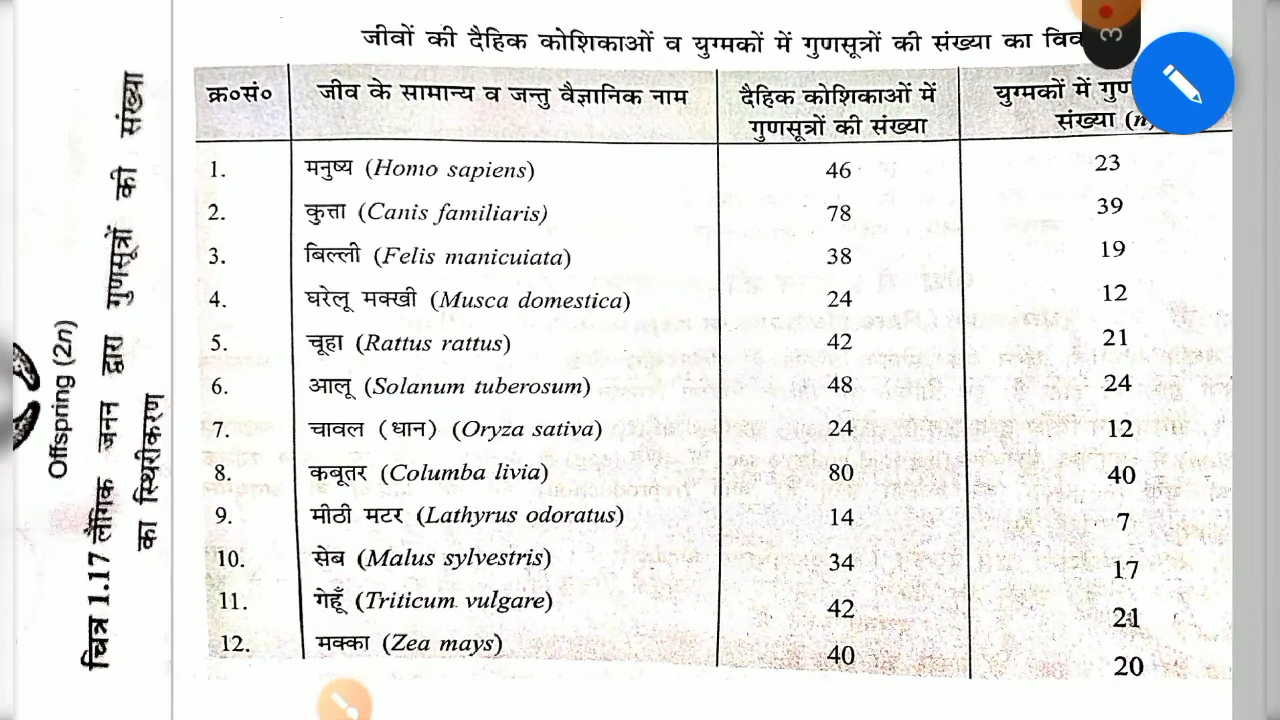 जीवों की दैहिक कोशिकाओं व युग्मकों में गुणसूत्रों की संख्या का
क्र०सं० जीव के सामान्य व जन्तु वैज्ञानिक नाम दैहिक कोशिकाओं में गुणसूत्रों की संख्या युग्मकों में संख्या (n)
1. मनुष्य (Homo sapiens) 46 23
2. कुत्ता (Canis familiaris) 78 39
3. बिल्ली (Felis manicuiata) 38 19
4. घरेलू मक्खी (Musca domestica) 24 12
5. चूहा (Rattus rattus) 42 21
6. आलू (Solanum tuberosum) 48 24
7. चावल (धान) (Oryza sativa) 24 12
8. कबूतर (Columba livia) 80 40
9. मीठी मटर (Lathyrus odoratus) 14 7
10. सेब (Malus sylvestris) 34 17
11. गेहूँ (Triticum vulgare) 42 21
12. मक्का (Zea mays) 40 20
Offspring (2n)
चित्र 1.17 लैंगिक जनन द्वारा गुणसूत्रों की संख्या
का स्थिरीकरण
3